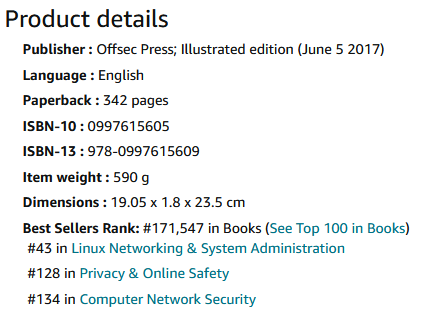 Product details
Publisher : Offsec Press; Illustrated edition (June 5 2017)
Language : English
Paperback : 342 pages
ISBN-10 : 0997615605
ISBN-13 : 978-0997615609
Item weight : 590 g
Dimensions : 19.05 x 1.8 x 23.5 cm
Best Sellers Rank: #171,547 in Books (See Top 100 in Books)
#43 in Linux Networking & System Administration
#128 in Privacy & Online Safety
#134 in Computer Network Security